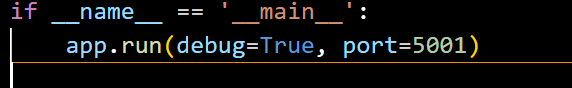 if __name__ == '__main__':
    app.run(debug=True, port=5001)